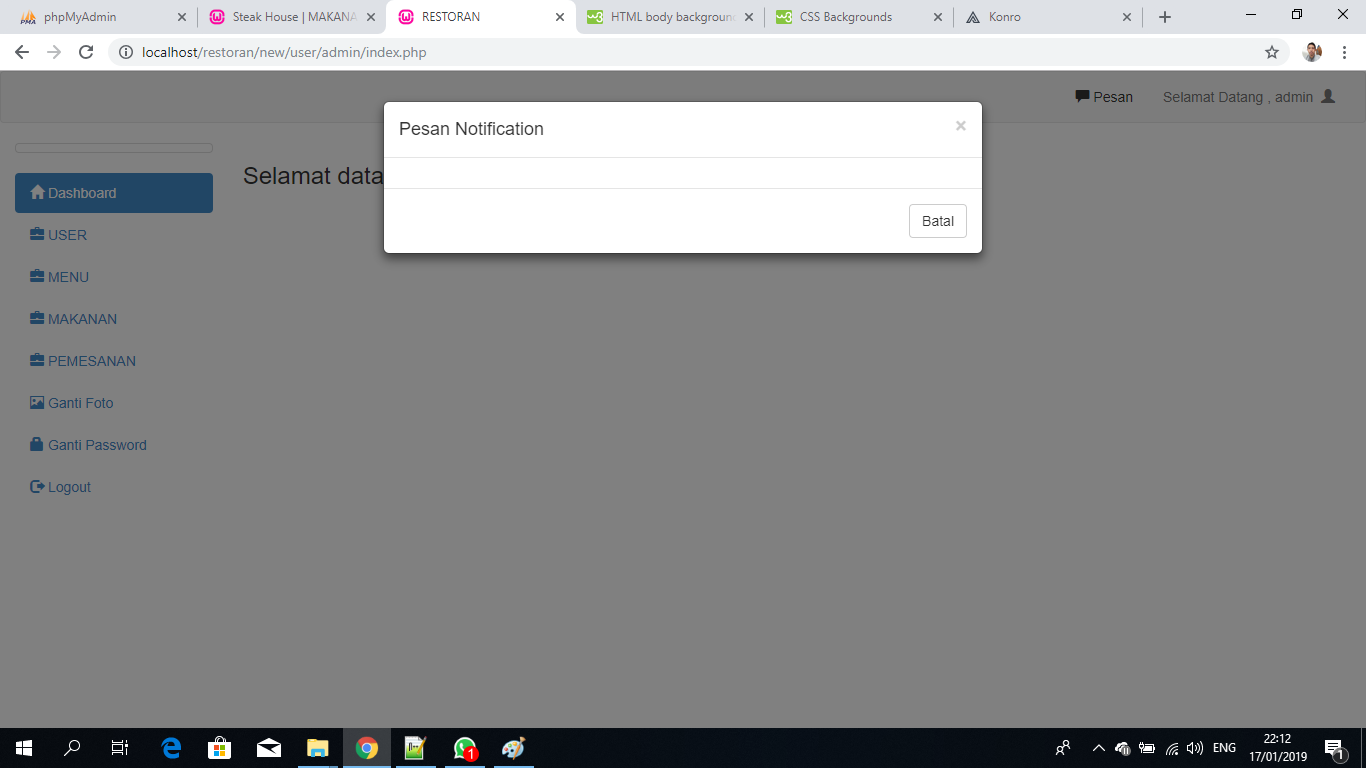 phpMyAdmin
Steak House | MAKANA
RESTORAN
HTML body background
CSS Backgrounds
Konro
localhost/restoran/new/user/admin/index.php
Pesan
Selamat Datang , admin
Pesan Notification
×
Selamat data
Batal
Dashboard
USER
MENU
MAKANAN
PEMESANAN
Ganti Foto
Ganti Password
Logout
1
ENG
22:12
17/01/2019
1